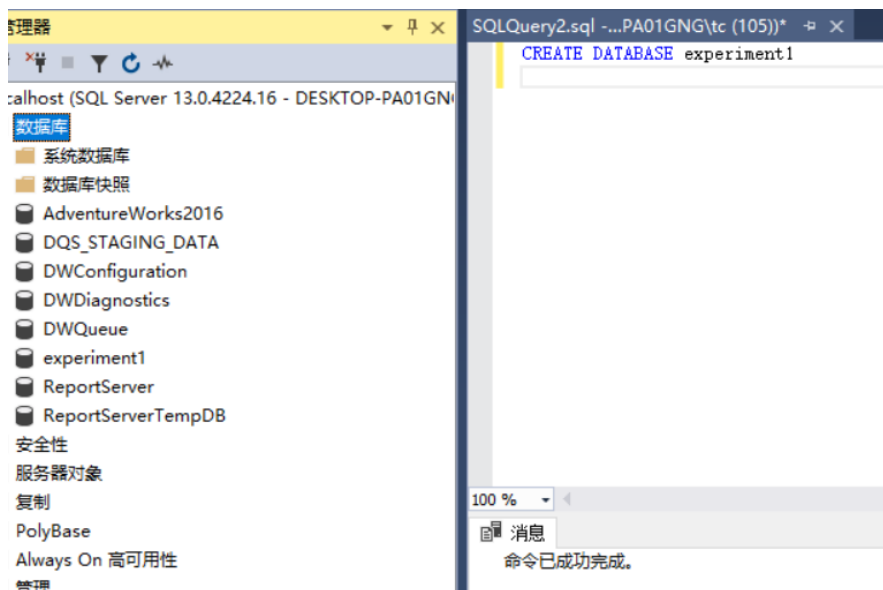 管理器
SQLQuery2.sql -...PA01GNG\tc (105))*
CREATE DATABASE experiment1
calhost (SQL Server 13.0.4224.16 - DESKTOP-PA01GN
数据库
系统数据库
数据库快照
AdventureWorks2016
DQS_STAGING_DATA
DWConfiguration
DWDiagnostics
DWQueue
experiment1
ReportServer
ReportServerTempDB
安全性
服务器对象
复制
PolyBase
Always On 高可用性
管理
100 %
消息
命令已成功完成。